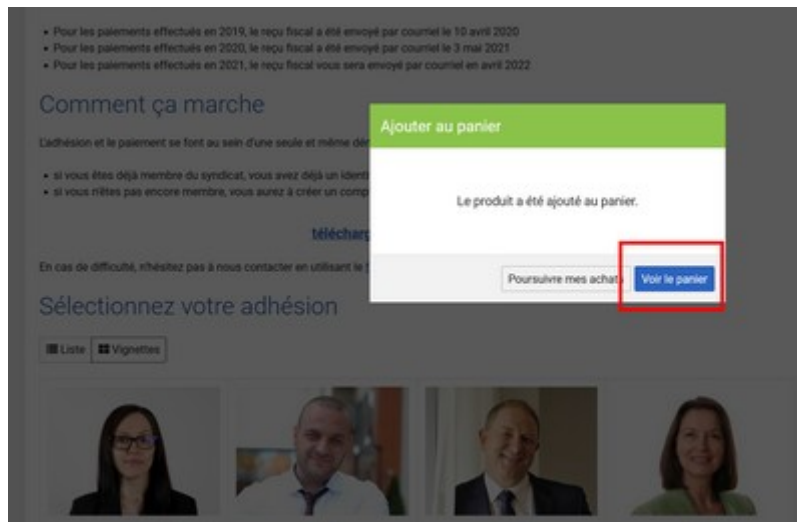 • Pour les paiements effectués en 2019, le reçu fiscal a été envoyé par courriel le 10 avril 2020
• Pour les paiements effectués en 2020, le reçu fiscal a été envoyé par courriel le 3 mai 2021
• Pour les paiements effectués en 2021, le reçu fiscal vous sera envoyé par courriel en avril 2022
Comment ça marche
L'adhésion et le paiement se font au sein d'une seule et même
• si vous êtes déjà membre du syndicat, vous avez déjà un
• si vous n'êtes pas encore membre, vous aurez à créer un
En cas de difficulté, n'hésitez pas à nous contacter en utilisant le
Ajouter au panier
Le produit a été ajouté au panier.
Poursuivre mes achats
Voir le panier
Sélectionnez votre adhésion
Liste
Vignettes